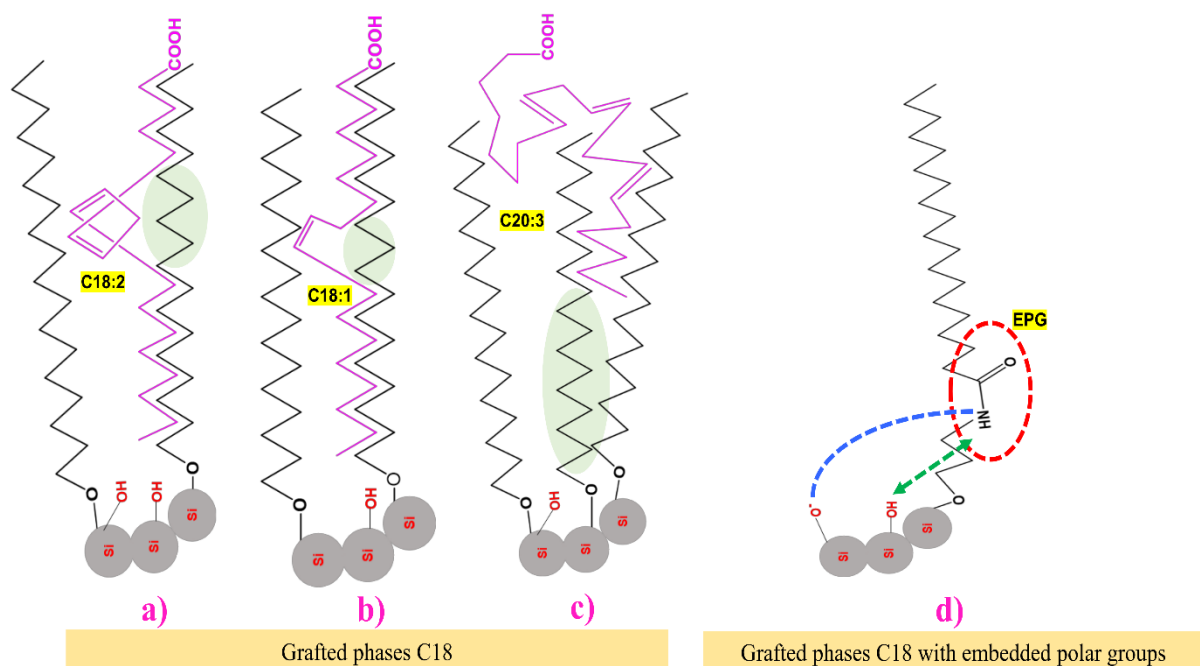 COOH
C18:2
O
OH
OH
O
Si
Si
Si
a)
COOH
C18:1
O
OH
O
Si
Si
Si
b)
COOH
C20:3
OH
O
O
Si
Si
Si
c)
EPG
O
NH
O
O-
HO
Si
Si
Si
d)
Grafted phases C18
Grafted phases C18 with embedded polar groups